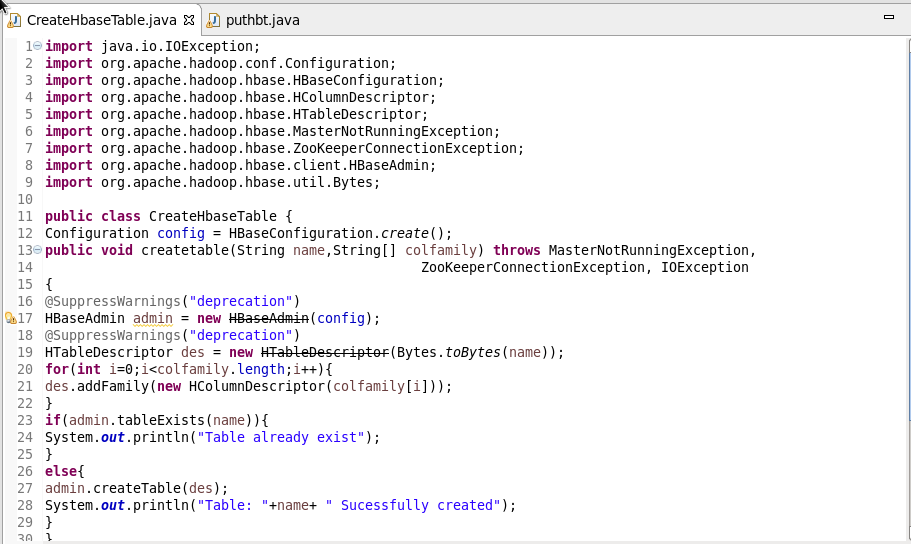 CreateHbaseTable.java puthbt.java
1 import java.io.IOException;
2 import org.apache.hadoop.conf.Configuration;
3 import org.apache.hadoop.hbase.HBaseConfiguration;
4 import org.apache.hadoop.hbase.HColumnDescriptor;
5 import org.apache.hadoop.hbase.HTableDescriptor;
6 import org.apache.hadoop.hbase.MasterNotRunningException;
7 import org.apache.hadoop.hbase.ZooKeeperConnectionException;
8 import org.apache.hadoop.hbase.client.HBaseAdmin;
9 import org.apache.hadoop.hbase.util.Bytes;
10
11 public class CreateHbaseTable {
12 Configuration config = HBaseConfiguration.create();
13 public void createtable(String name,String[] colfamily) throws MasterNotRunningException,
14 ZooKeeperConnectionException, IOException
15 {
16 @SuppressWarnings("deprecation")
17 HBaseAdmin admin = new HBaseAdmin(config);
18 @SuppressWarnings("deprecation")
19 HTableDescriptor des = new HTableDescriptor(Bytes.toBytes(name));
20 for(int i=0;i<colfamily.length;i++){
21 des.addFamily(new HColumnDescriptor(colfamily[i]));
22 }
23 if(admin.tableExists(name)){
24 System.out.println("Table already exist");
25 }
26 else{
27 admin.createTable(des);
28 System.out.println("Table: "+name+ " Sucessfully created");
29 }
30 }